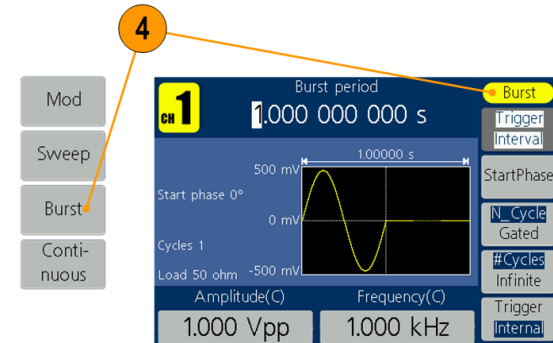 4
Mod
Sweep
Burst
Conti-
nuous
CH 1
Burst period
1.000 000 000 s
Start phase 0°
Cycles 1
Load 50 ohm
1.00000 s
500 mV
0 mV
-500 mV
Amplitude(C)
1.000 Vpp
Frequency(C)
1.000 kHz
Burst
Trigger
Interval
StartPhase
N_Cycle
Gated
#Cycles
Infinite
Trigger
Internal